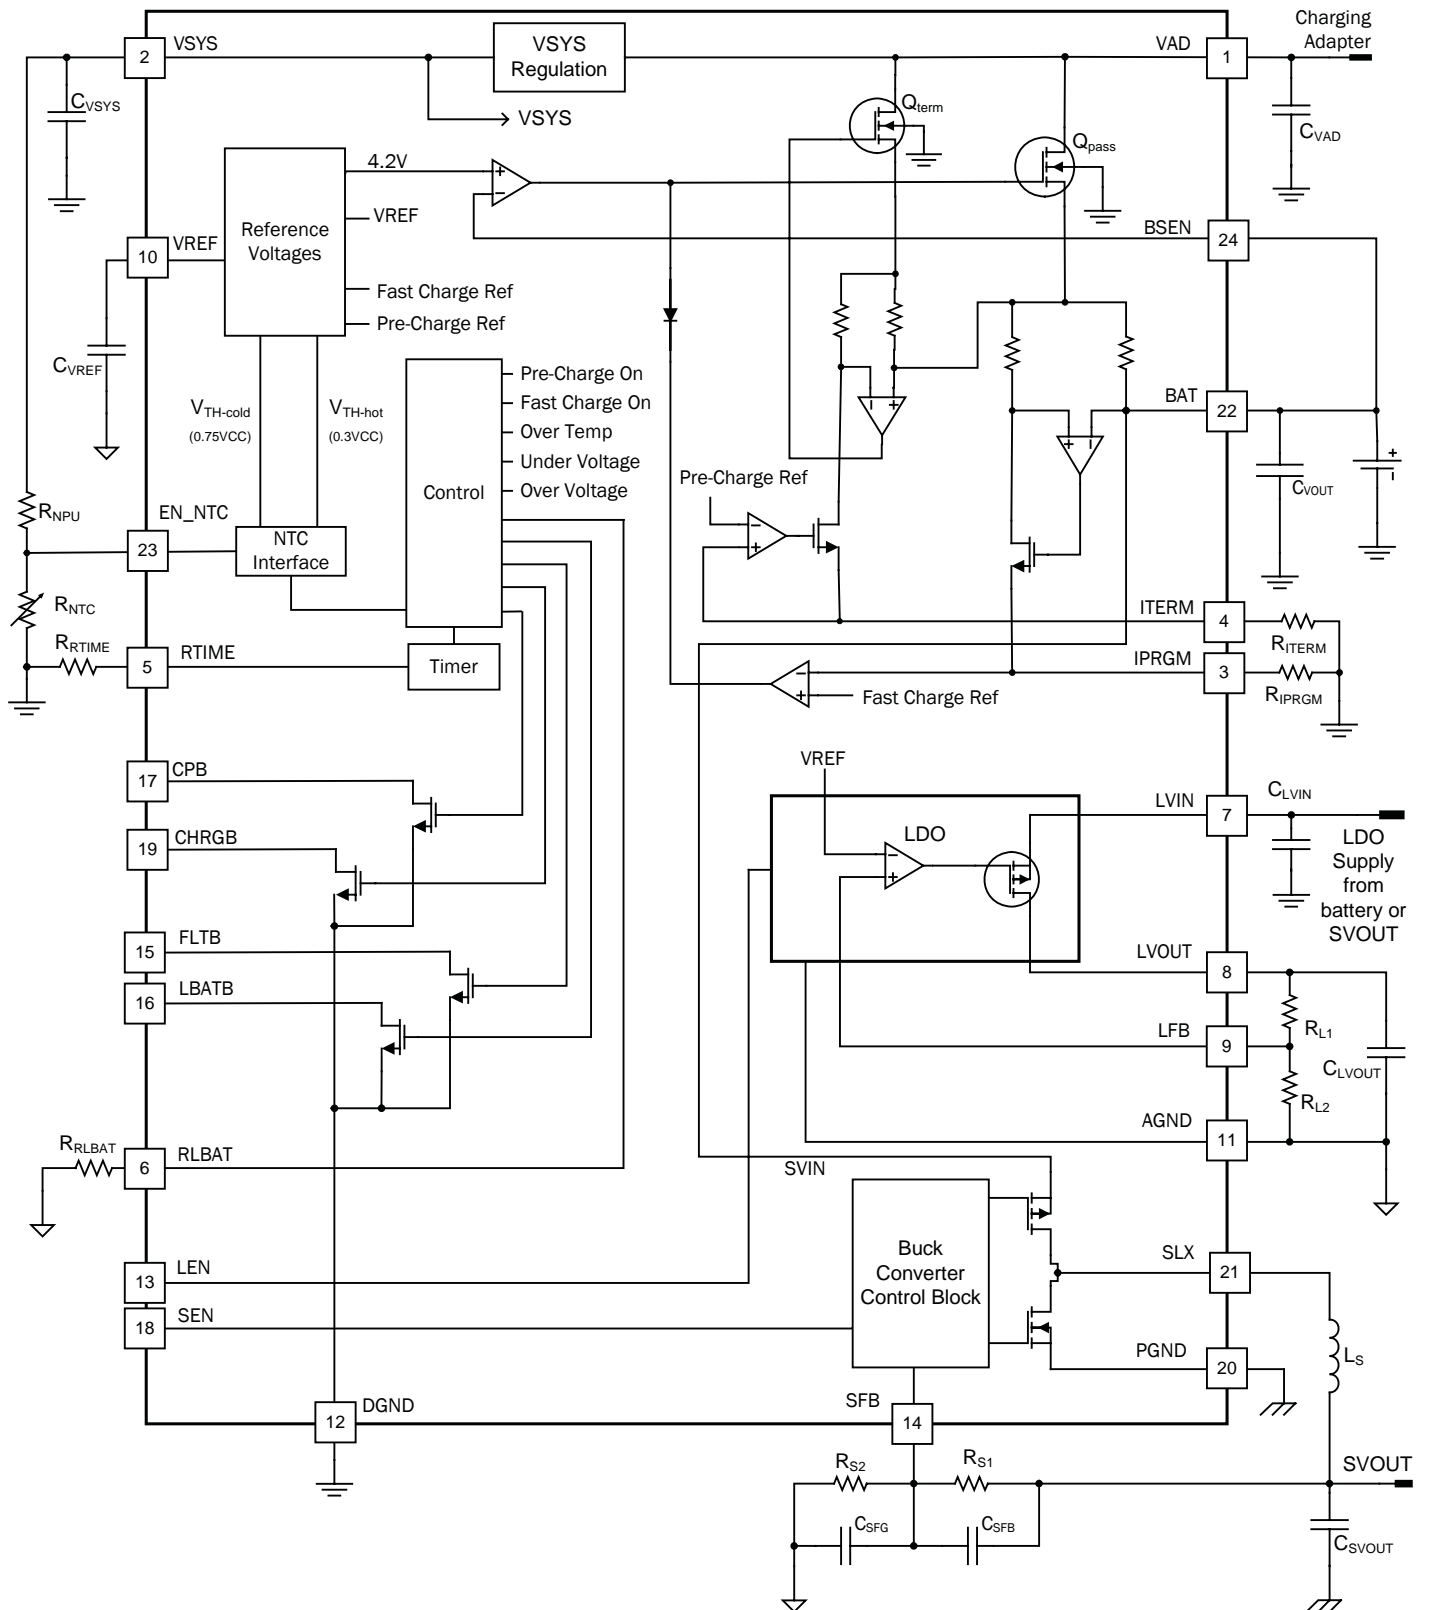 Charging
Adapter
2
VSYS
VSYS
Regulation
VAD
1
CVSYS
VSYS
Qterm
CVAD
Qpass
4.2V
VREF
Reference
Voltages
BSEN
24
10
VREF
Fast Charge Ref
Pre-Charge Ref
CVREF
Pre-Charge On
Fast Charge On
Over Temp
Under Voltage
Over Voltage
VTH-cold
(0.75VCC)
VTH-hot
(0.3VCC)
Control
BAT
22
CVOUT
Pre-Charge Ref
RNPU
EN_NTC
23
NTC
Interface
RNTC
ITERM
4
RITERM
RRTIME
5
RTIME
Timer
IPRGM
3
RIPRGM
Fast Charge Ref
17
CPB
VREF
LDO
LVIN
7
CLVIN
LDO
Supply
from
battery or
SVOUT
19
CHRGB
15
FLTB
LVOUT
8
16
LBATB
LFB
9
RL1
CLVOUT
RL2
AGND
11
RRLBAT
6
RLBAT
SVIN
Buck
Converter
Control Block
SLX
21
13
LEN
18
SEN
PGND
20
LS
12
DGND
SFB
14
RS2
RS1
SVOUT
CSFG
CSFB
CSVOUT